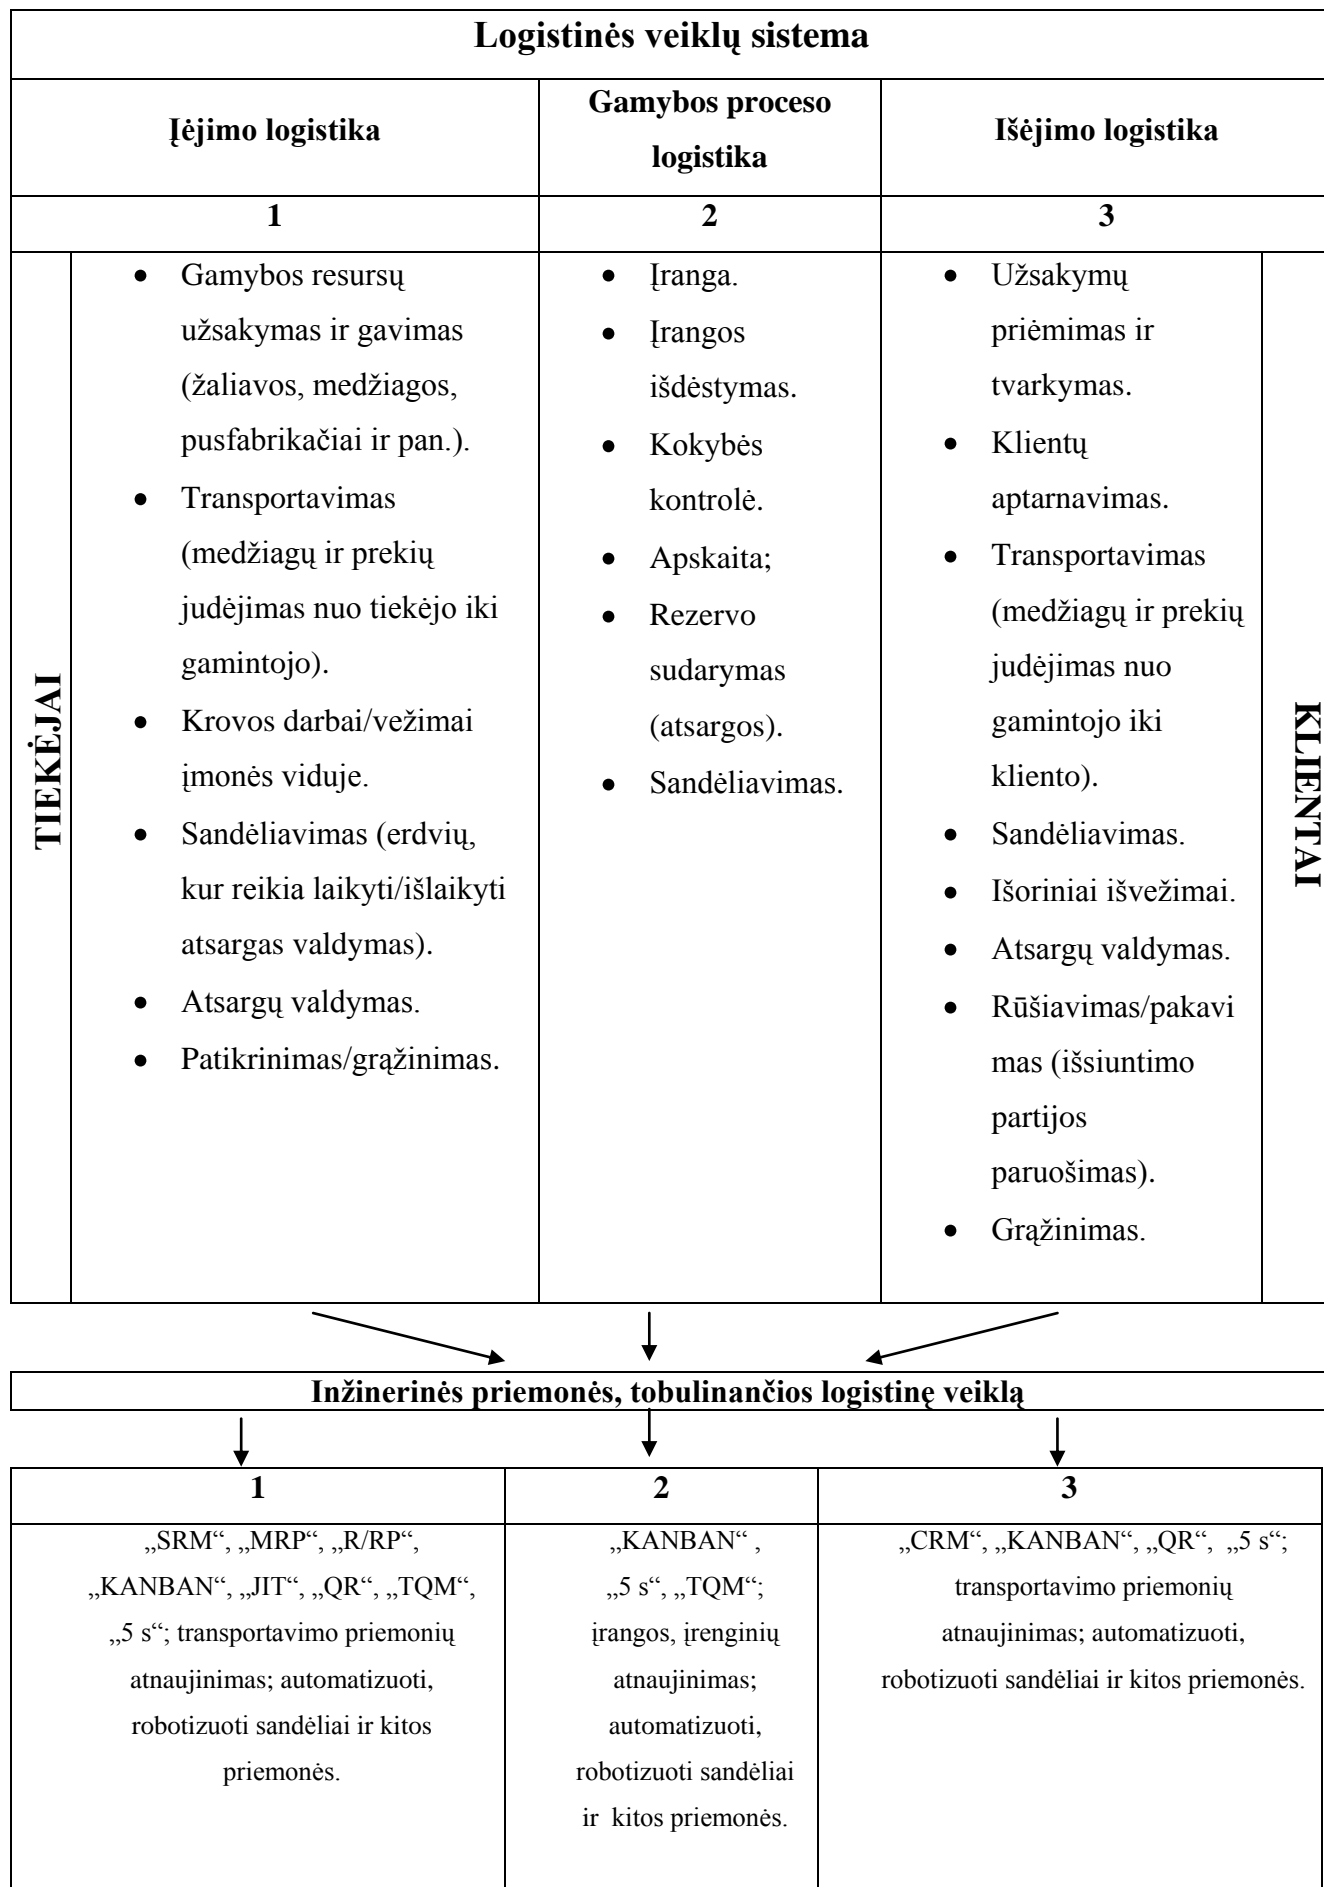 Logistinės veiklų sistema
Įėjimo logistika
Gamybos proceso
logistika
Išėjimo logistika
1
2
3
TIEKĖJAI
• Gamybos resursų
užsakymas ir gavimas
(žaliavos, medžiagos,
pusfabrikačiai ir pan.).
• Transportavimas
(medžiagų ir prekių
judėjimas nuo tiekėjo iki
gamintojo).
• Krovos darbai/vežimai
įmonės viduje.
• Sandėliavimas (erdvių,
kur reikia laikyti/išlaikyti
atsargas valdymas).
• Atsargų valdymas.
• Patikrinimas/grąžinimas.
• Įranga.
• Įrangos
išdėstymas.
• Kokybės
kontrolė.
• Apskaita;
• Rezervo
sudarymas
(atsargos).
• Sandėliavimas.
• Užsakymų
priėmimas ir
tvarkymas.
• Klientų
aptarnavimas.
• Transportavimas
(medžiagų ir prekių
judėjimas nuo
gamintojo iki
kliento).
• Sandėliavimas.
• Išoriniai išvežimai.
• Atsargų valdymas.
• Rūšiavimas/pakavi
mas (išsiuntimo
partijos
paruošimas).
• Grąžinimas.
KLIENTAI
Inžinerinės priemonės, tobulinančios logistinę veiklą
1
2
3
„SRM“, „MRP“, „R/RP“,
„KANBAN“, „JIT“, „QR“, „TQM“,
„5 s“; transportavimo priemonių
atnaujinimas; automatizuoti,
robotizuoti sandėliai ir kitos
priemonės.
„KANBAN“ ,
„5 s“, „TQM“;
įrangos, įrenginių
atnaujinimas;
automatizuoti,
robotizuoti sandėliai
ir kitos priemonės.
„CRM“, „KANBAN“, „QR“, „5 s“;
transportavimo priemonių
atnaujinimas; automatizuoti,
robotizuoti sandėliai ir kitos priemonės.